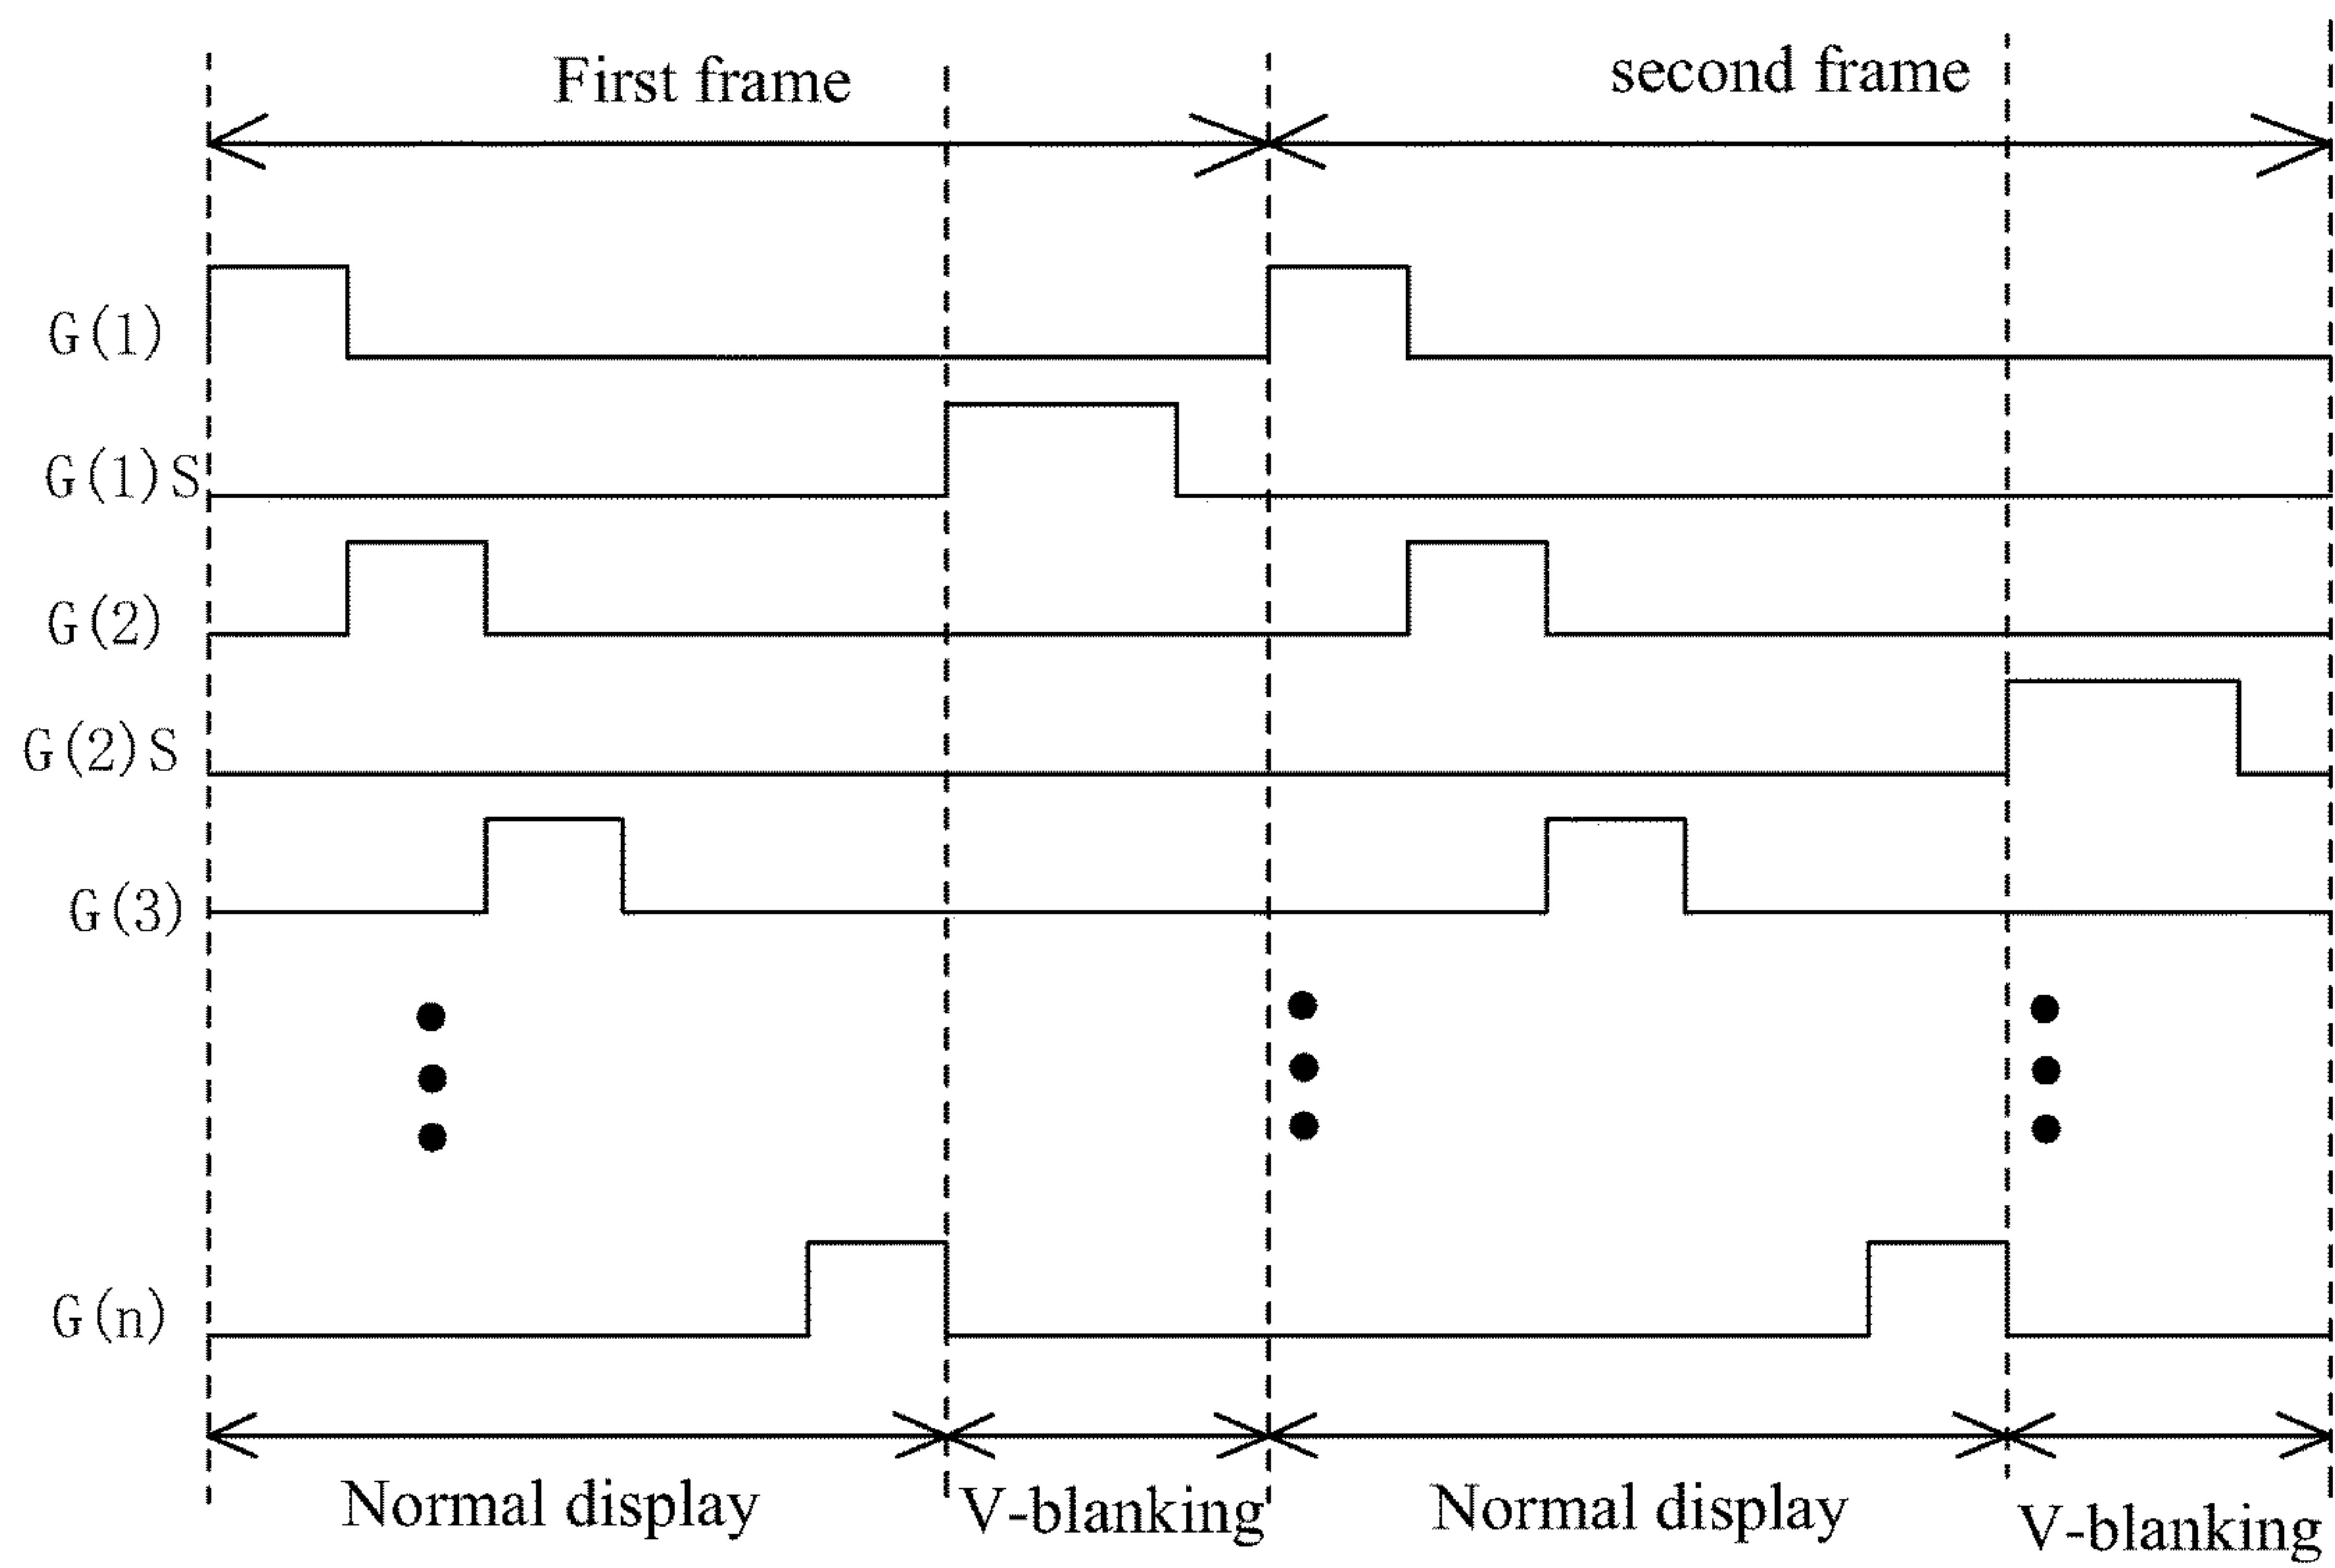 First frame
second frame
G(1)
G(1)S
G(2)
G(2)S
G(3)
G(n)
Normal display
V-blanking
Normal display
V-blanking